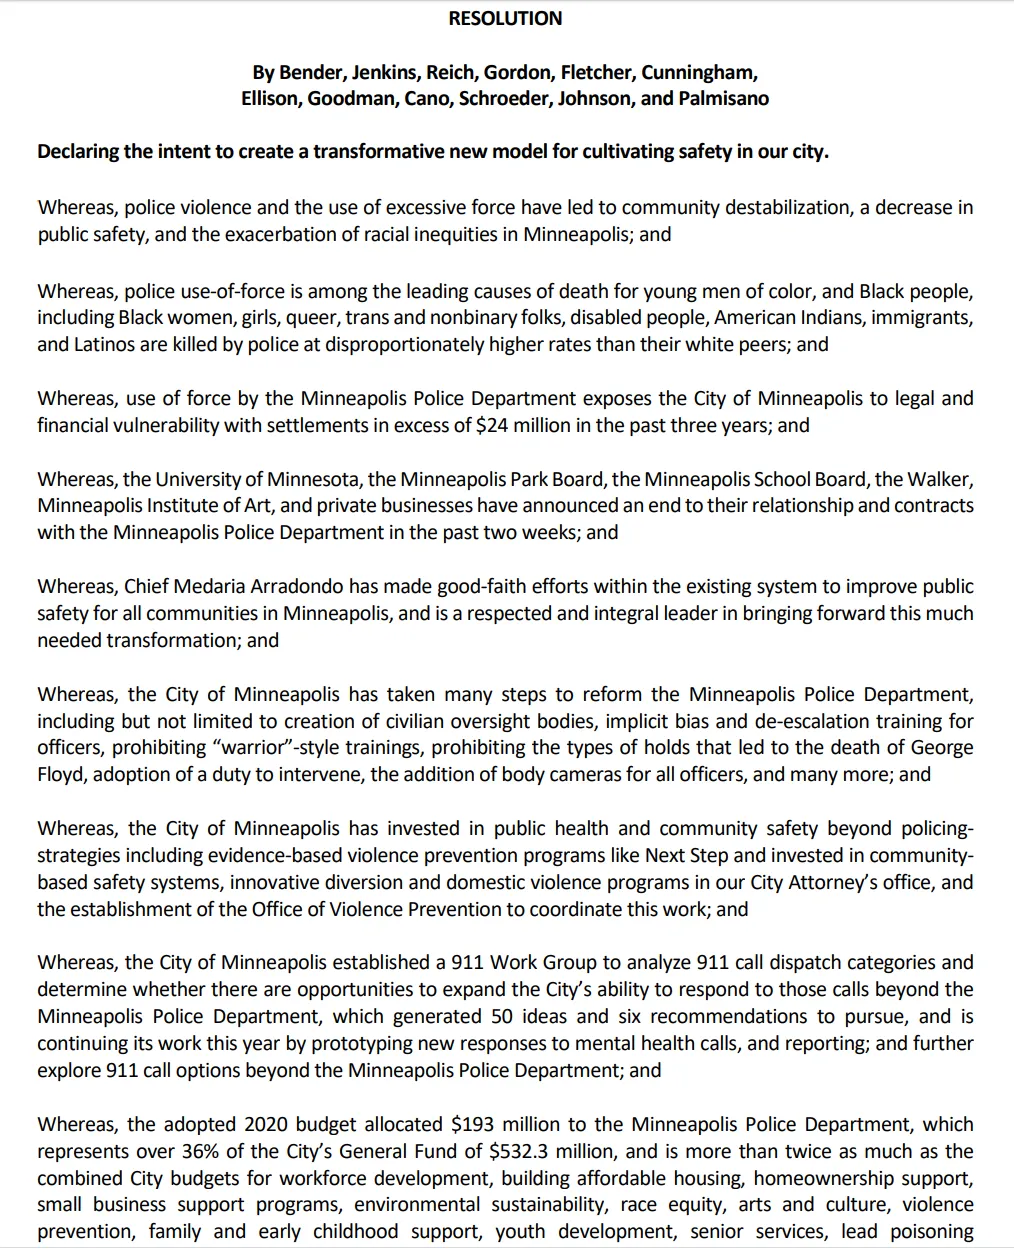 RESOLUTION
By Bender, Jenkins, Reich, Gordon, Fletcher, Cunningham,
Ellison, Goodman, Cano, Schroeder, Johnson, and Palmisano
Declaring the intent to create a transformative new model for cultivating safety in our city.
Whereas, police violence and the use of excessive force have led to community destabilization, a decrease in
public safety, and the exacerbation of racial inequities in Minneapolis; and
Whereas, police use-of-force is among the leading causes of death for young men of color, and Black people,
including Black women, girls, queer, trans and nonbinary folks, disabled people, American Indians, immigrants,
and Latinos are killed by police at disproportionately higher rates than their white peers; and
Whereas, use of force by the Minneapolis Police Department exposes the City of Minneapolis to legal and
financial vulnerability with settlements in excess of $24 million in the past three years; and
Whereas, the University of Minnesota, the Minneapolis Park Board, the Minneapolis School Board, the Walker,
Minneapolis Institute of Art, and private businesses have announced an end to their relationship and contracts
with the Minneapolis Police Department in the past two weeks; and
Whereas, Chief Medaria Arradondo has made good-faith efforts within the existing system to improve public
safety for all communities in Minneapolis, and is a respected and integral leader in bringing forward this much
needed transformation; and
Whereas, the City of Minneapolis has taken many steps to reform the Minneapolis Police Department,
including but not limited to creation of civilian oversight bodies, implicit bias and de-escalation training for
officers, prohibiting “warrior”-style trainings, prohibiting the types of holds that led to the death of George
Floyd, adoption of a duty to intervene, the addition of body cameras for all officers, and many more; and
Whereas, the City of Minneapolis has invested in public health and community safety beyond policing-
strategies including evidence-based violence prevention programs like Next Step and invested in community-
based safety systems, innovative diversion and domestic violence programs in our City Attorney’s office, and
the establishment of the Office of Violence Prevention to coordinate this work; and
Whereas, the City of Minneapolis established a 911 Work Group to analyze 911 call dispatch categories and
determine whether there are opportunities to expand the City’s ability to respond to those calls beyond the
Minneapolis Police Department, which generated 50 ideas and six recommendations to pursue, and is
continuing its work this year by prototyping new responses to mental health calls, and reporting; and further
explore 911 call options beyond the Minneapolis Police Department; and
Whereas, the adopted 2020 budget allocated $193 million to the Minneapolis Police Department, which
represents over 36% of the City’s General Fund of $532.3 million, and is more than twice as much as the
combined City budgets for workforce development, building affordable housing, homeownership support,
small business support programs, environmental sustainability, race equity, arts and culture, violence
prevention, family and early childhood support, youth development, senior services, lead poisoning